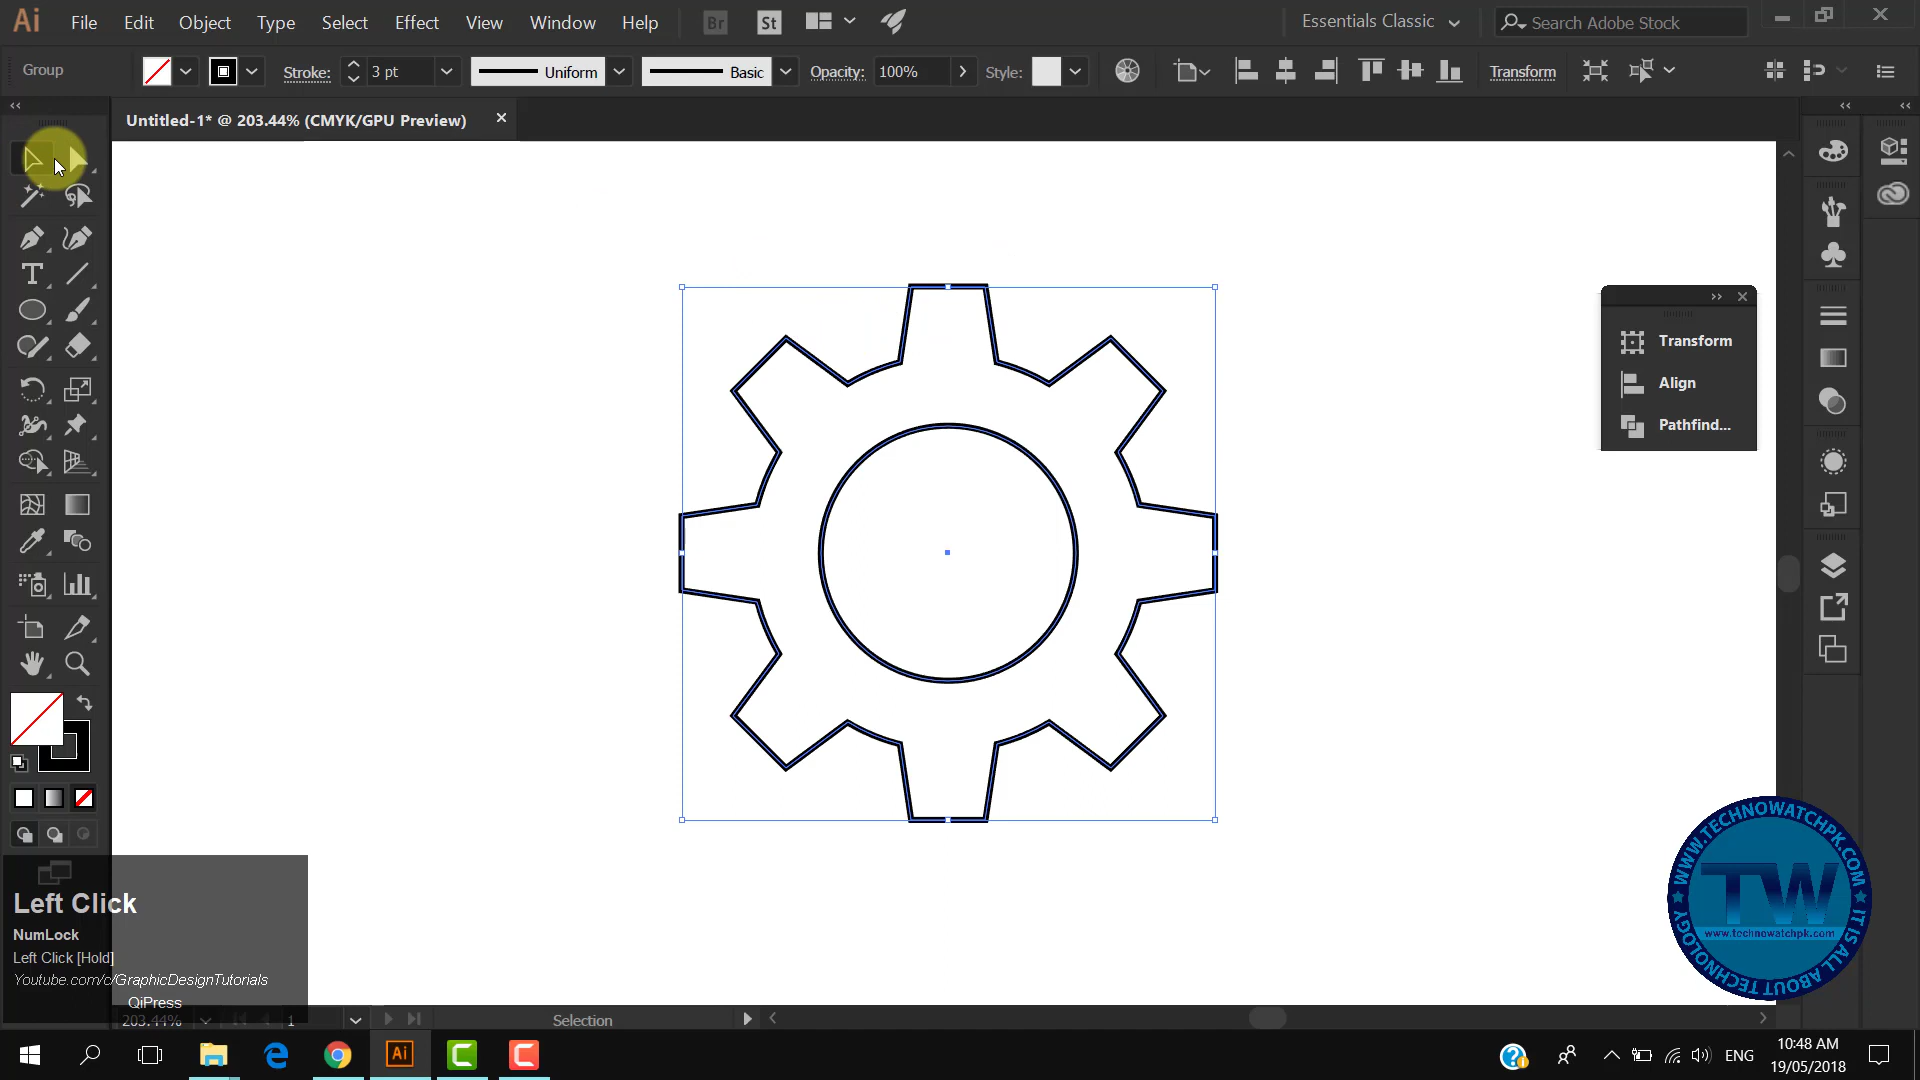 Ai File Edit Object Type Select Effect View Window Help Br St Essentials Classic Search Adobe Stock
Group Stroke: 3 pt Uniform Basic Opacity: 100% Style: Transform
Untitled-1* @ 203.44% (CMYK/GPU Preview)
Transform
Align
Pathfind...
Left Click
NumLock
Left Click [Hold]
Youtube.com/c/GraphicDesignTutorials
QiPress
203.44% 1 Selection
WWW.TECHNOWATCHPK.COM
TW
www.technowatchpk.com
IT IS ALL ABOUT TECHNOLOGY
Ai ENG 10:48 AM
19/05/2018